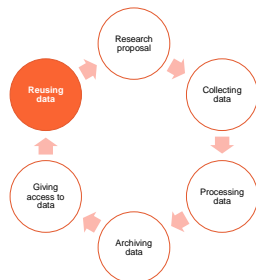 Research
proposal
Collecting
data
Processing
data
Archiving
data
Giving
access to
data
Reusing
data